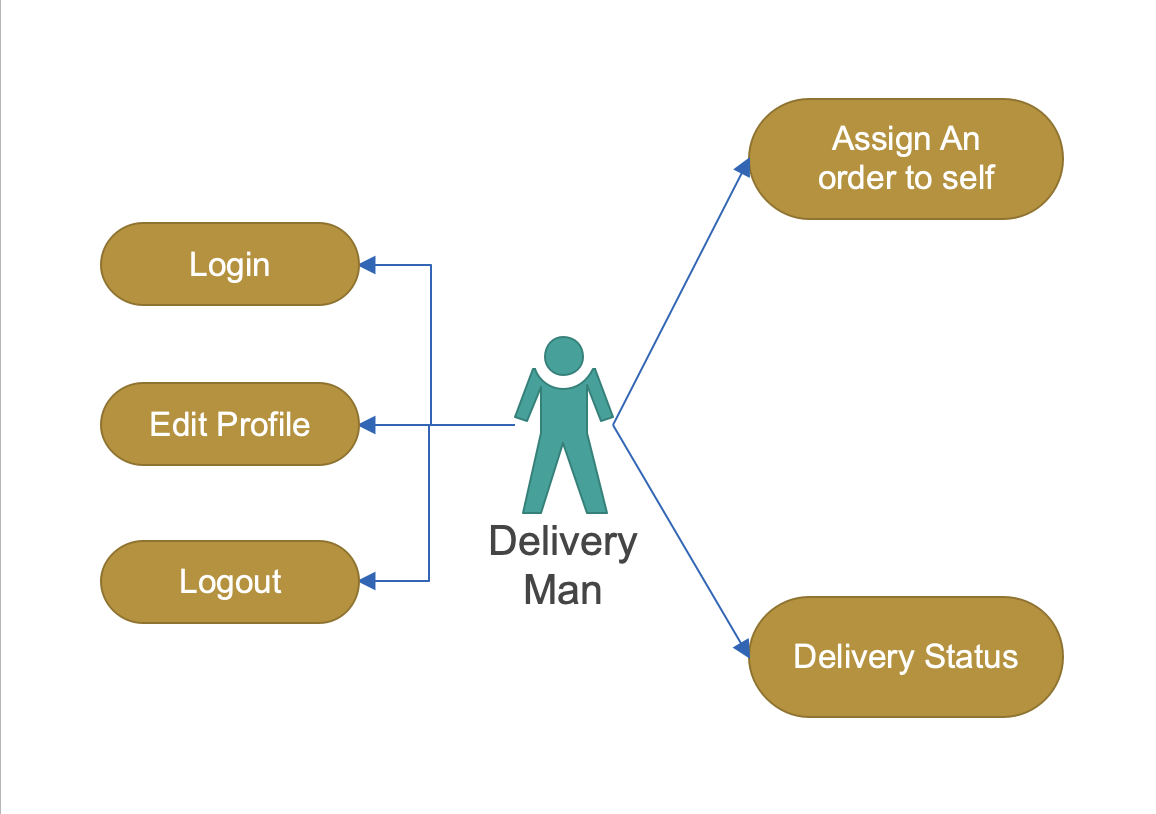 Assign An
order to self
Login
Edit Profile
Logout
Delivery
Man
Delivery Status